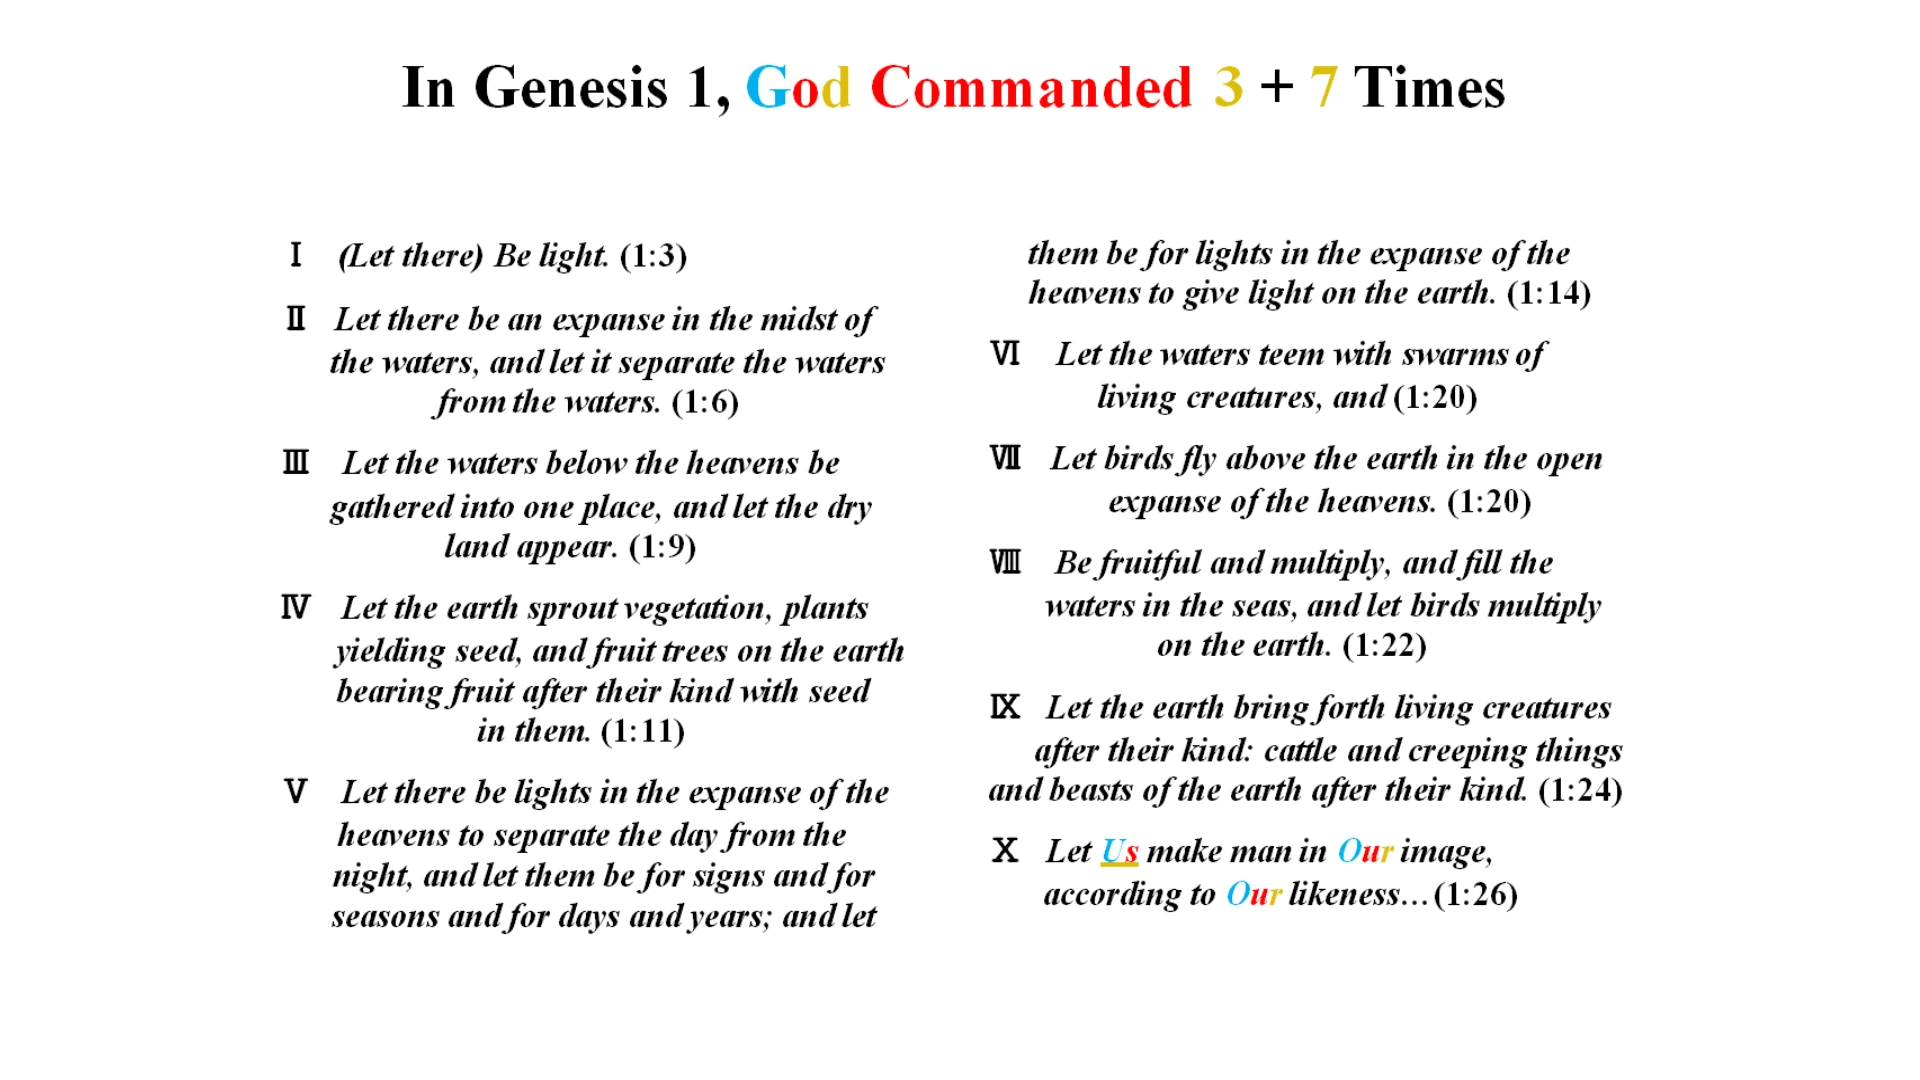 In Genesis 1, God Commanded 3 + 7 Times
Ⅰ (Let there) Be light. (1:3)
Ⅱ Let there be an expanse in the midst of
the waters, and let it separate the waters
from the waters. (1:6)
Ⅲ Let the waters below the heavens be
gathered into one place, and let the dry
land appear. (1:9)
Ⅳ Let the earth sprout vegetation, plants
yielding seed, and fruit trees on the earth
bearing fruit after their kind with seed
in them. (1:11)
Ⅴ Let there be lights in the expanse of the
heavens to separate the day from the
night, and let them be for signs and for
seasons and for days and years; and let
them be for lights in the expanse of the
heavens to give light on the earth. (1:14)
Ⅵ Let the waters teem with swarms of
living creatures, and (1:20)
Ⅶ Let birds fly above the earth in the open
expanse of the heavens. (1:20)
Ⅷ Be fruitful and multiply, and fill the
waters in the seas, and let birds multiply
on the earth. (1:22)
Ⅸ Let the earth bring forth living creatures
after their kind: cattle and creeping things
and beasts of the earth after their kind. (1:24)
Ⅹ Let Us make man in Our image,
according to Our likeness…(1:26)